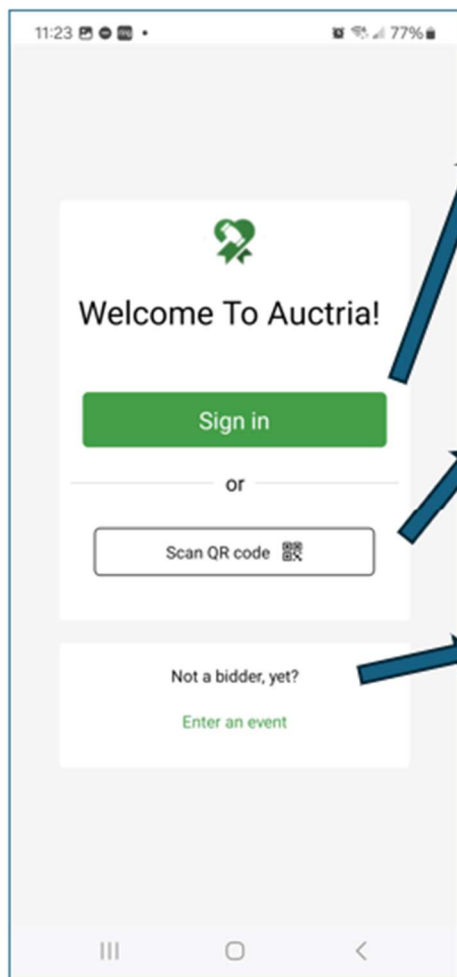 11:23
77%
Welcome To Auctria!
Sign in
or
Scan QR code
Not a bidder, yet?
Enter an event